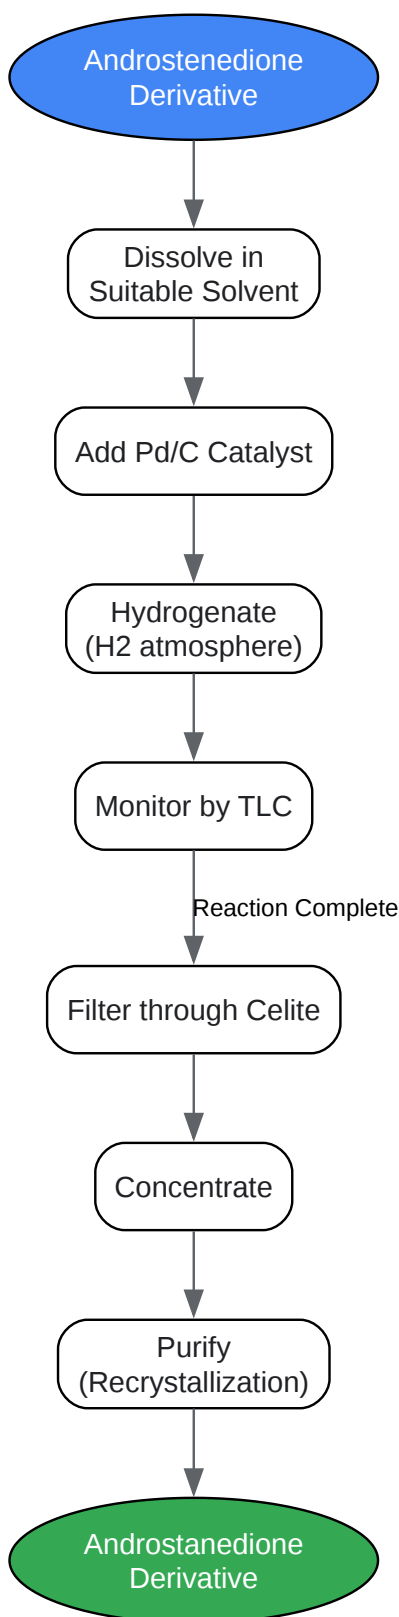 Androstenedione
Derivative
Dissolve in
Suitable Solvent
Add Pd/C Catalyst
Hydrogenate
(H2 atmosphere)
Monitor by TLC
Reaction Complete
Filter through Celite
Concentrate
Purify
(Recrystallization)
Androstanedione
Derivative